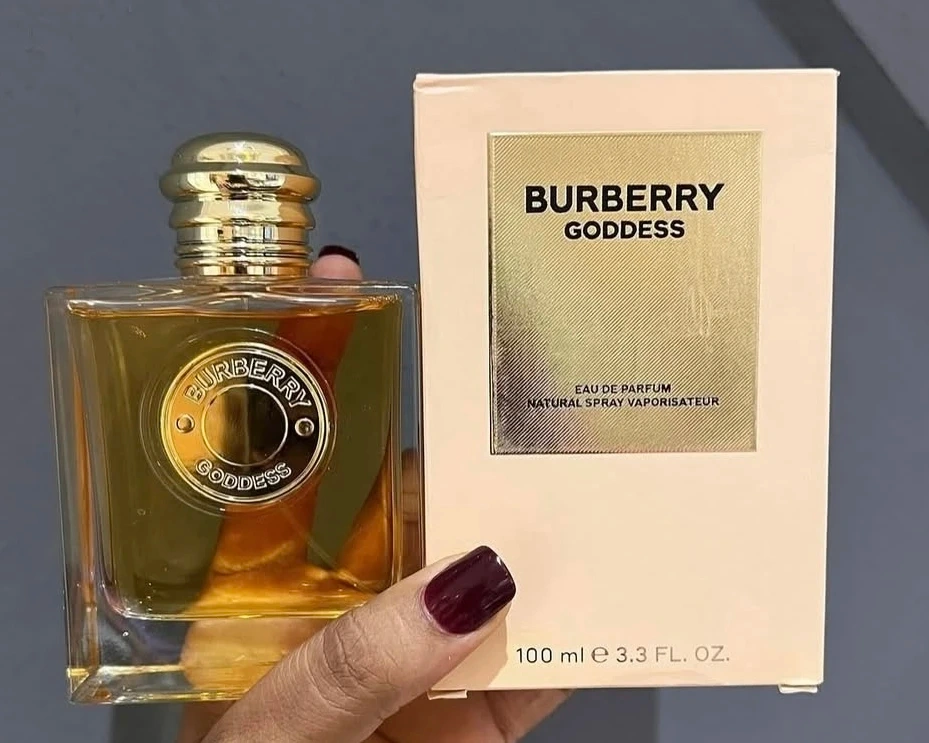 BURBERRY
GODDESS
BURBERRY
GODDESS
EAU DE PARFUM
NATURAL SPRAY VAPORISATEUR
100 ml ℮ 3.3 FL. OZ.